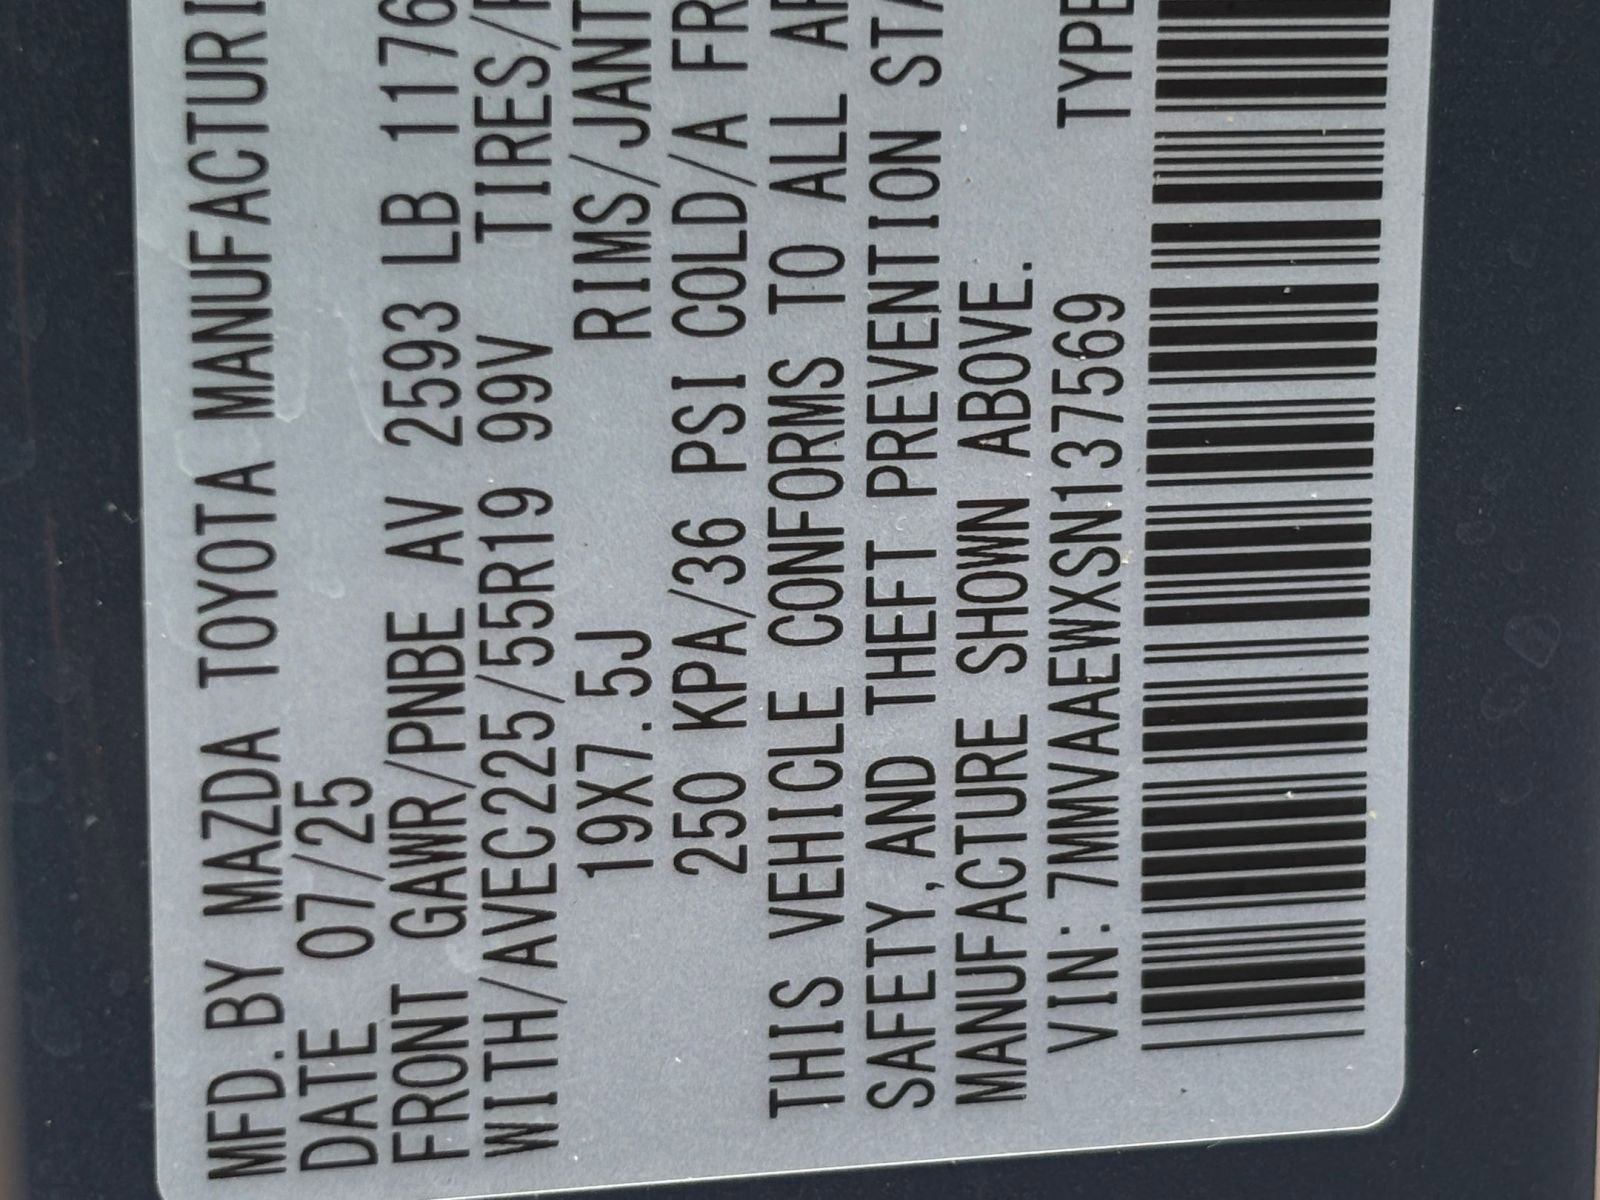 MFD.BY MAZDA TOYOTA MANUFACTURI
DATE 07/25
FRONT GAWR/PNBE AV 2593 LB 1176
WITH/AVEC225/55R19 99V TIRES/P
19X7.5J RIMS/JANT
250 KPA/36 PSI COLD/A FR
THIS VEHICLE CONFORMS TO ALL AP
SAFETY,AND THEFT PREVENTION STA
MANUFACTURE SHOWN ABOVE.
VIN:7MMVAAEWXSN137569 TYPE